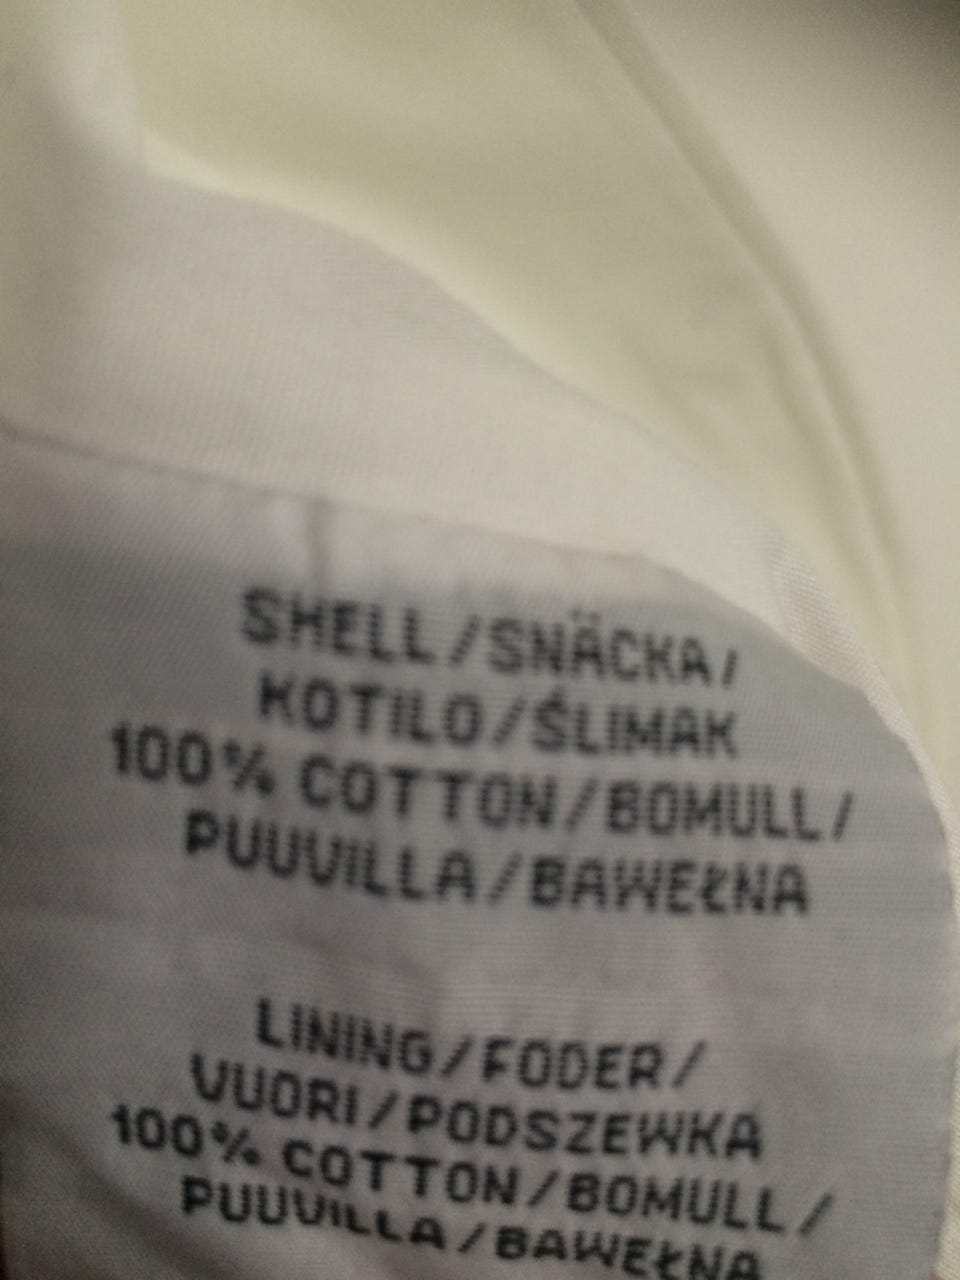 SHELL/SNÄCKA/
KOTILO/ŚLIMAK
100% COTTON/BOMULL/
PUUVILLA/BAWEŁNA
LINING/FODER/
VUORI/PODSZEWKA
100% COTTON/BOMULL/
PUUVILLA/BAWEŁNA